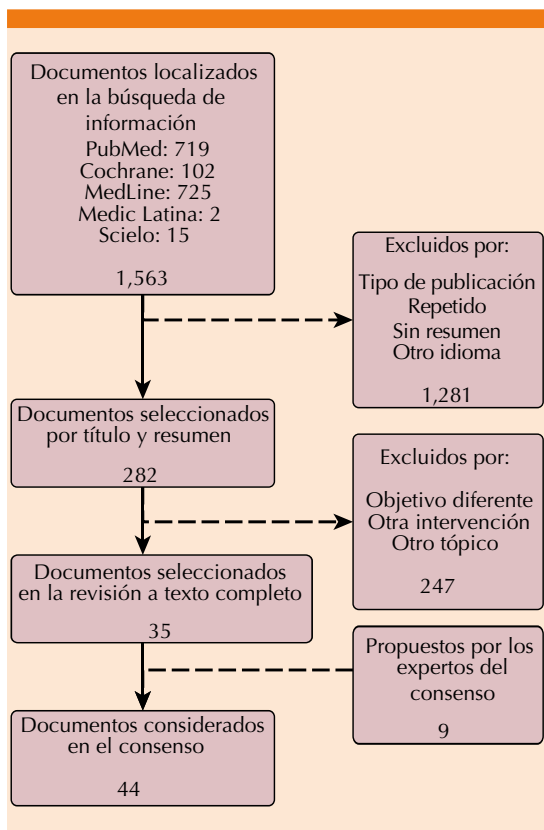 Documentos localizados
en la búsqueda de
información
PubMed: 719
Cochrane: 102
MedLine: 725
Medic Latina: 2
Scielo: 15
1,563
Excluidos por:
Tipo de publicación
Repetido
Sin resumen
Otro idioma
1,281
Documentos seleccionados
por título y resumen
282
Excluidos por:
Objetivo diferente
Otra intervención
Otro tópico
247
Documentos seleccionados
en la revisión a texto completo
35
Propuestos por los
expertos del
consenso
9
Documentos considerados
en el consenso
44